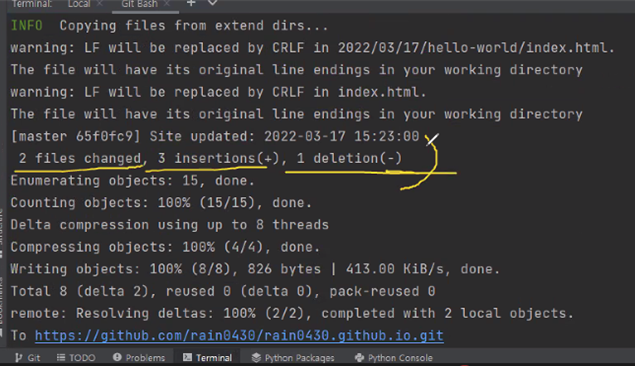 Terminal: Local × Git Bash ×
INFO  Copying files from extend dirs...
warning: LF will be replaced by CRLF in 2022/03/17/hello-world/index.html.
The file will have its original line endings in your working directory
warning: LF will be replaced by CRLF in index.html.
The file will have its original line endings in your working directory
[master 65f0fc9] Site updated: 2022-03-17 15:23:00
2 files changed, 3 insertions(+), 1 deletion(-)
Enumerating objects: 15, done.
Counting objects: 100% (15/15), done.
Delta compression using up to 8 threads
Compressing objects: 100% (4/4), done.
Writing objects: 100% (8/8), 826 bytes | 413.00 KiB/s, done.
Total 8 (delta 2), reused 0 (delta 0), pack-reused 0
remote: Resolving deltas: 100% (2/2), completed with 2 local objects.
To https://github.com/rain0430/rain0430.github.io.git
Git TODO Problems Terminal Python Packages Python Console